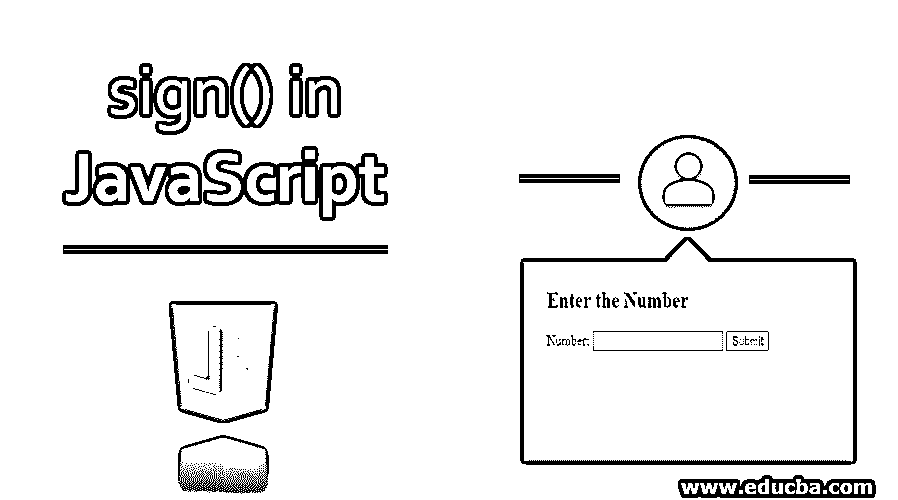 sign() in
JavaScript
J
Enter the Number
Number:
Submit
www.educba.com